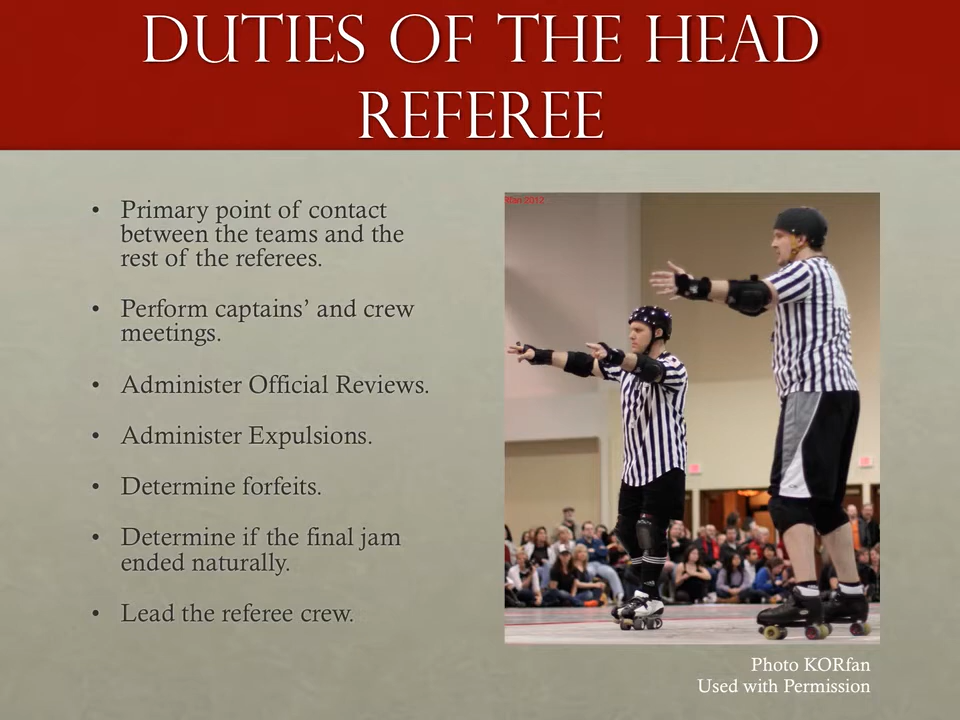 Duties of the Head
Referee
• Primary point of contact
between the teams and the
rest of the referees.
• Perform captains’ and crew
meetings.
• Administer Official Reviews.
• Administer Expulsions.
• Determine forfeits.
• Determine if the final jam
ended naturally.
• Lead the referee crew.
2012
Photo KORfan
Used with Permission